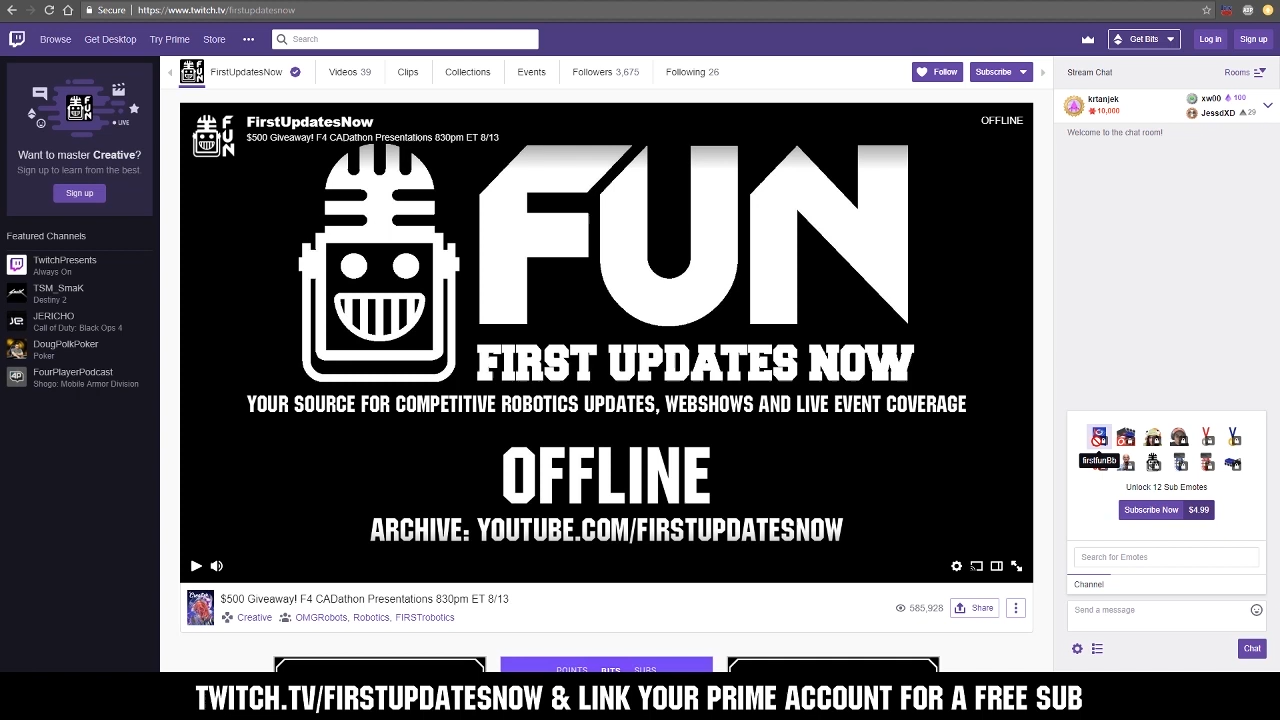 Secure
https://www.twitch.tv/firstupdatesnow
Browse
Get Desktop
Try Prime
Store
Search
Get Bits
Log in
Sign up
FUN
Want to master Creative?
Sign up to learn from the best.
Sign up
LIVE
Featured Channels
TwitchPresents
Always On
TSM_SmaK
Destiny 2
JERICHO
Call of Duty: Black Ops 4
DougPolkPoker
Poker
FourPlayerPodcast
Shogo: Mobile Armor Division
FirstUpdatesNow
Videos 39
Clips
Collections
Events
Followers 3,675
Following 26
Follow
Subscribe
FUN
FirstUpdatesNow
$500 Giveaway! F4 CADathon Presentations 830pm ET 8/13
OFFLINE
FUN
FIRST UPDATES NOW
YOUR SOURCE FOR COMPETITIVE ROBOTICS UPDATES, WEBSHOWS AND LIVE EVENT COVERAGE
OFFLINE
ARCHIVE: YOUTUBE.COM/FIRSTUPDATESNOW
$500 Giveaway! F4 CADathon Presentations 830pm ET 8/13
Creative
OMGRobots, Robotics, FIRSTrobotics
585,928
Share
POINTS
BITS
SUBS
Stream Chat
Rooms
krtanjek
10,000
xw00 100
JessdXD 29
Welcome to the chat room!
firstfunBb
Unlock 12 Sub Emotes
Subscribe Now $4.99
Search for Emotes
Channel
Send a message
Chat
TWITCH.TV/FIRSTUPDATESNOW & LINK YOUR PRIME ACCOUNT FOR A FREE SUB